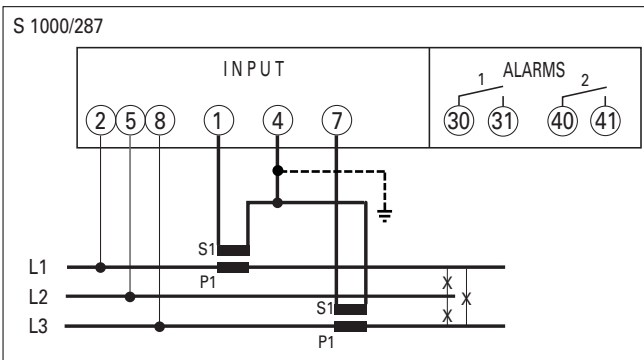 S 1000/287
INPUT
ALARMS
1 2
2 5 8 1 4 7 30 31 40 41
S1
L1
P1
L2
S1
L3
P1
X
X
X